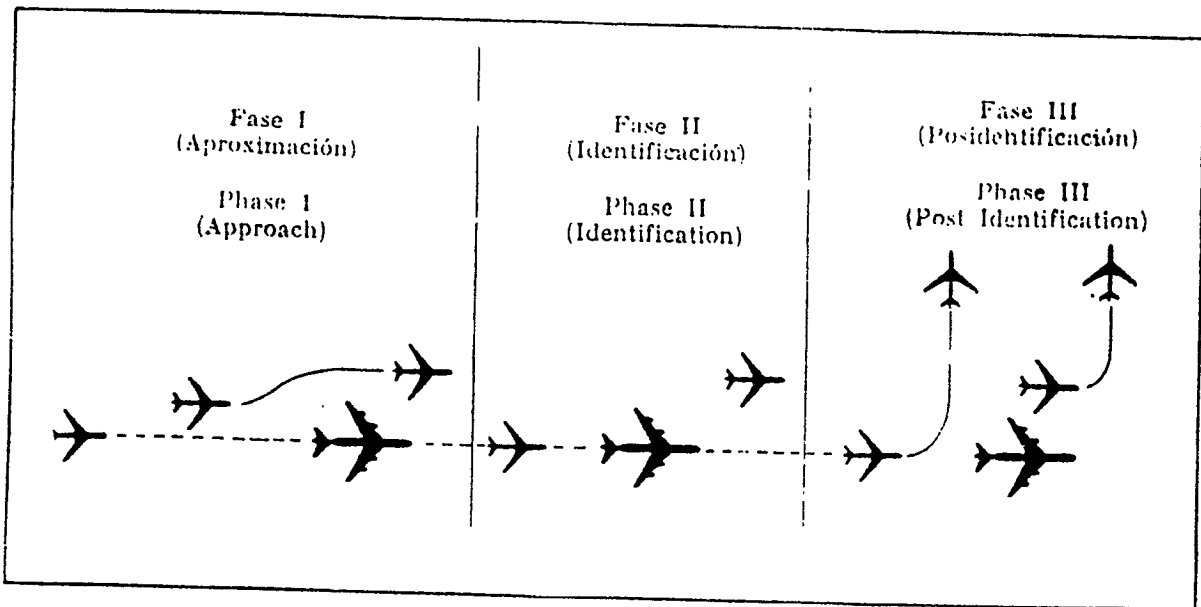 Fase I
(Aproximación)
Phase I
(Approach)
Fase II
(Identificación)
Phase II
(Identification)
Fase III
(Posidentificación)
Phase III
(Post Identification)